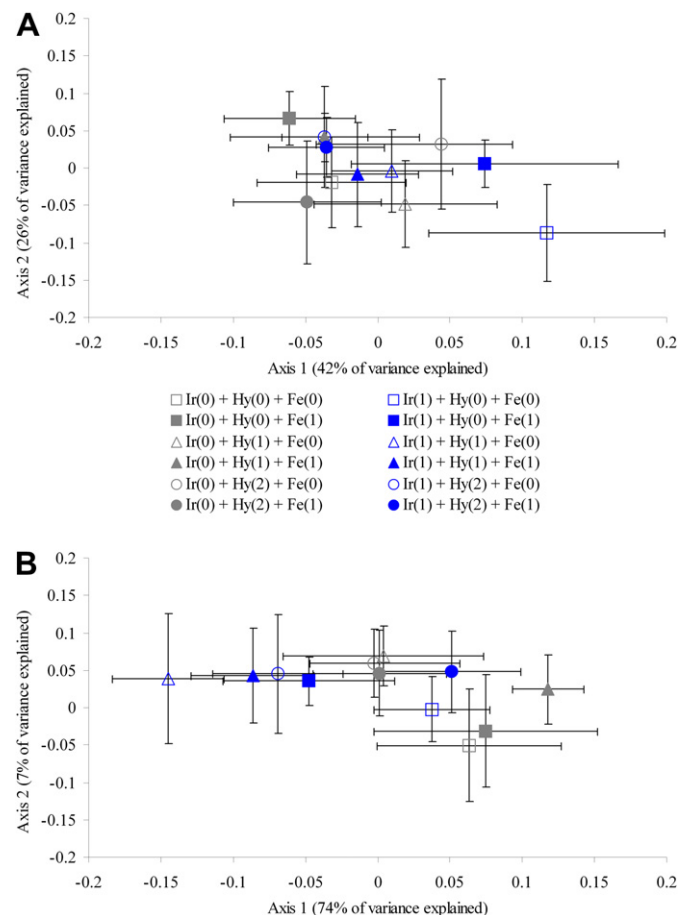 A
0.2
0.15
0.1
0.05
0
-0.05
-0.1
-0.15
-0.2
Axis 2 (26% of variance explained)
-0.2 -0.15 -0.1 -0.05 0 0.05 0.1 0.15 0.2
Axis 1 (42% of variance explained)
Ir(0) + Hy(0) + Fe(0) Ir(1) + Hy(0) + Fe(0)
Ir(0) + Hy(0) + Fe(1) Ir(1) + Hy(0) + Fe(1)
Ir(0) + Hy(1) + Fe(0) Ir(1) + Hy(1) + Fe(0)
Ir(0) + Hy(1) + Fe(1) Ir(1) + Hy(1) + Fe(1)
Ir(0) + Hy(2) + Fe(0) Ir(1) + Hy(2) + Fe(0)
Ir(0) + Hy(2) + Fe(1) Ir(1) + Hy(2) + Fe(1)
B
0.2
0.15
0.1
0.05
0
-0.05
-0.1
-0.15
-0.2
Axis 2 (7% of variance explained)
-0.2 -0.15 -0.1 -0.05 0 0.05 0.1 0.15 0.2
Axis 1 (74% of variance explained)